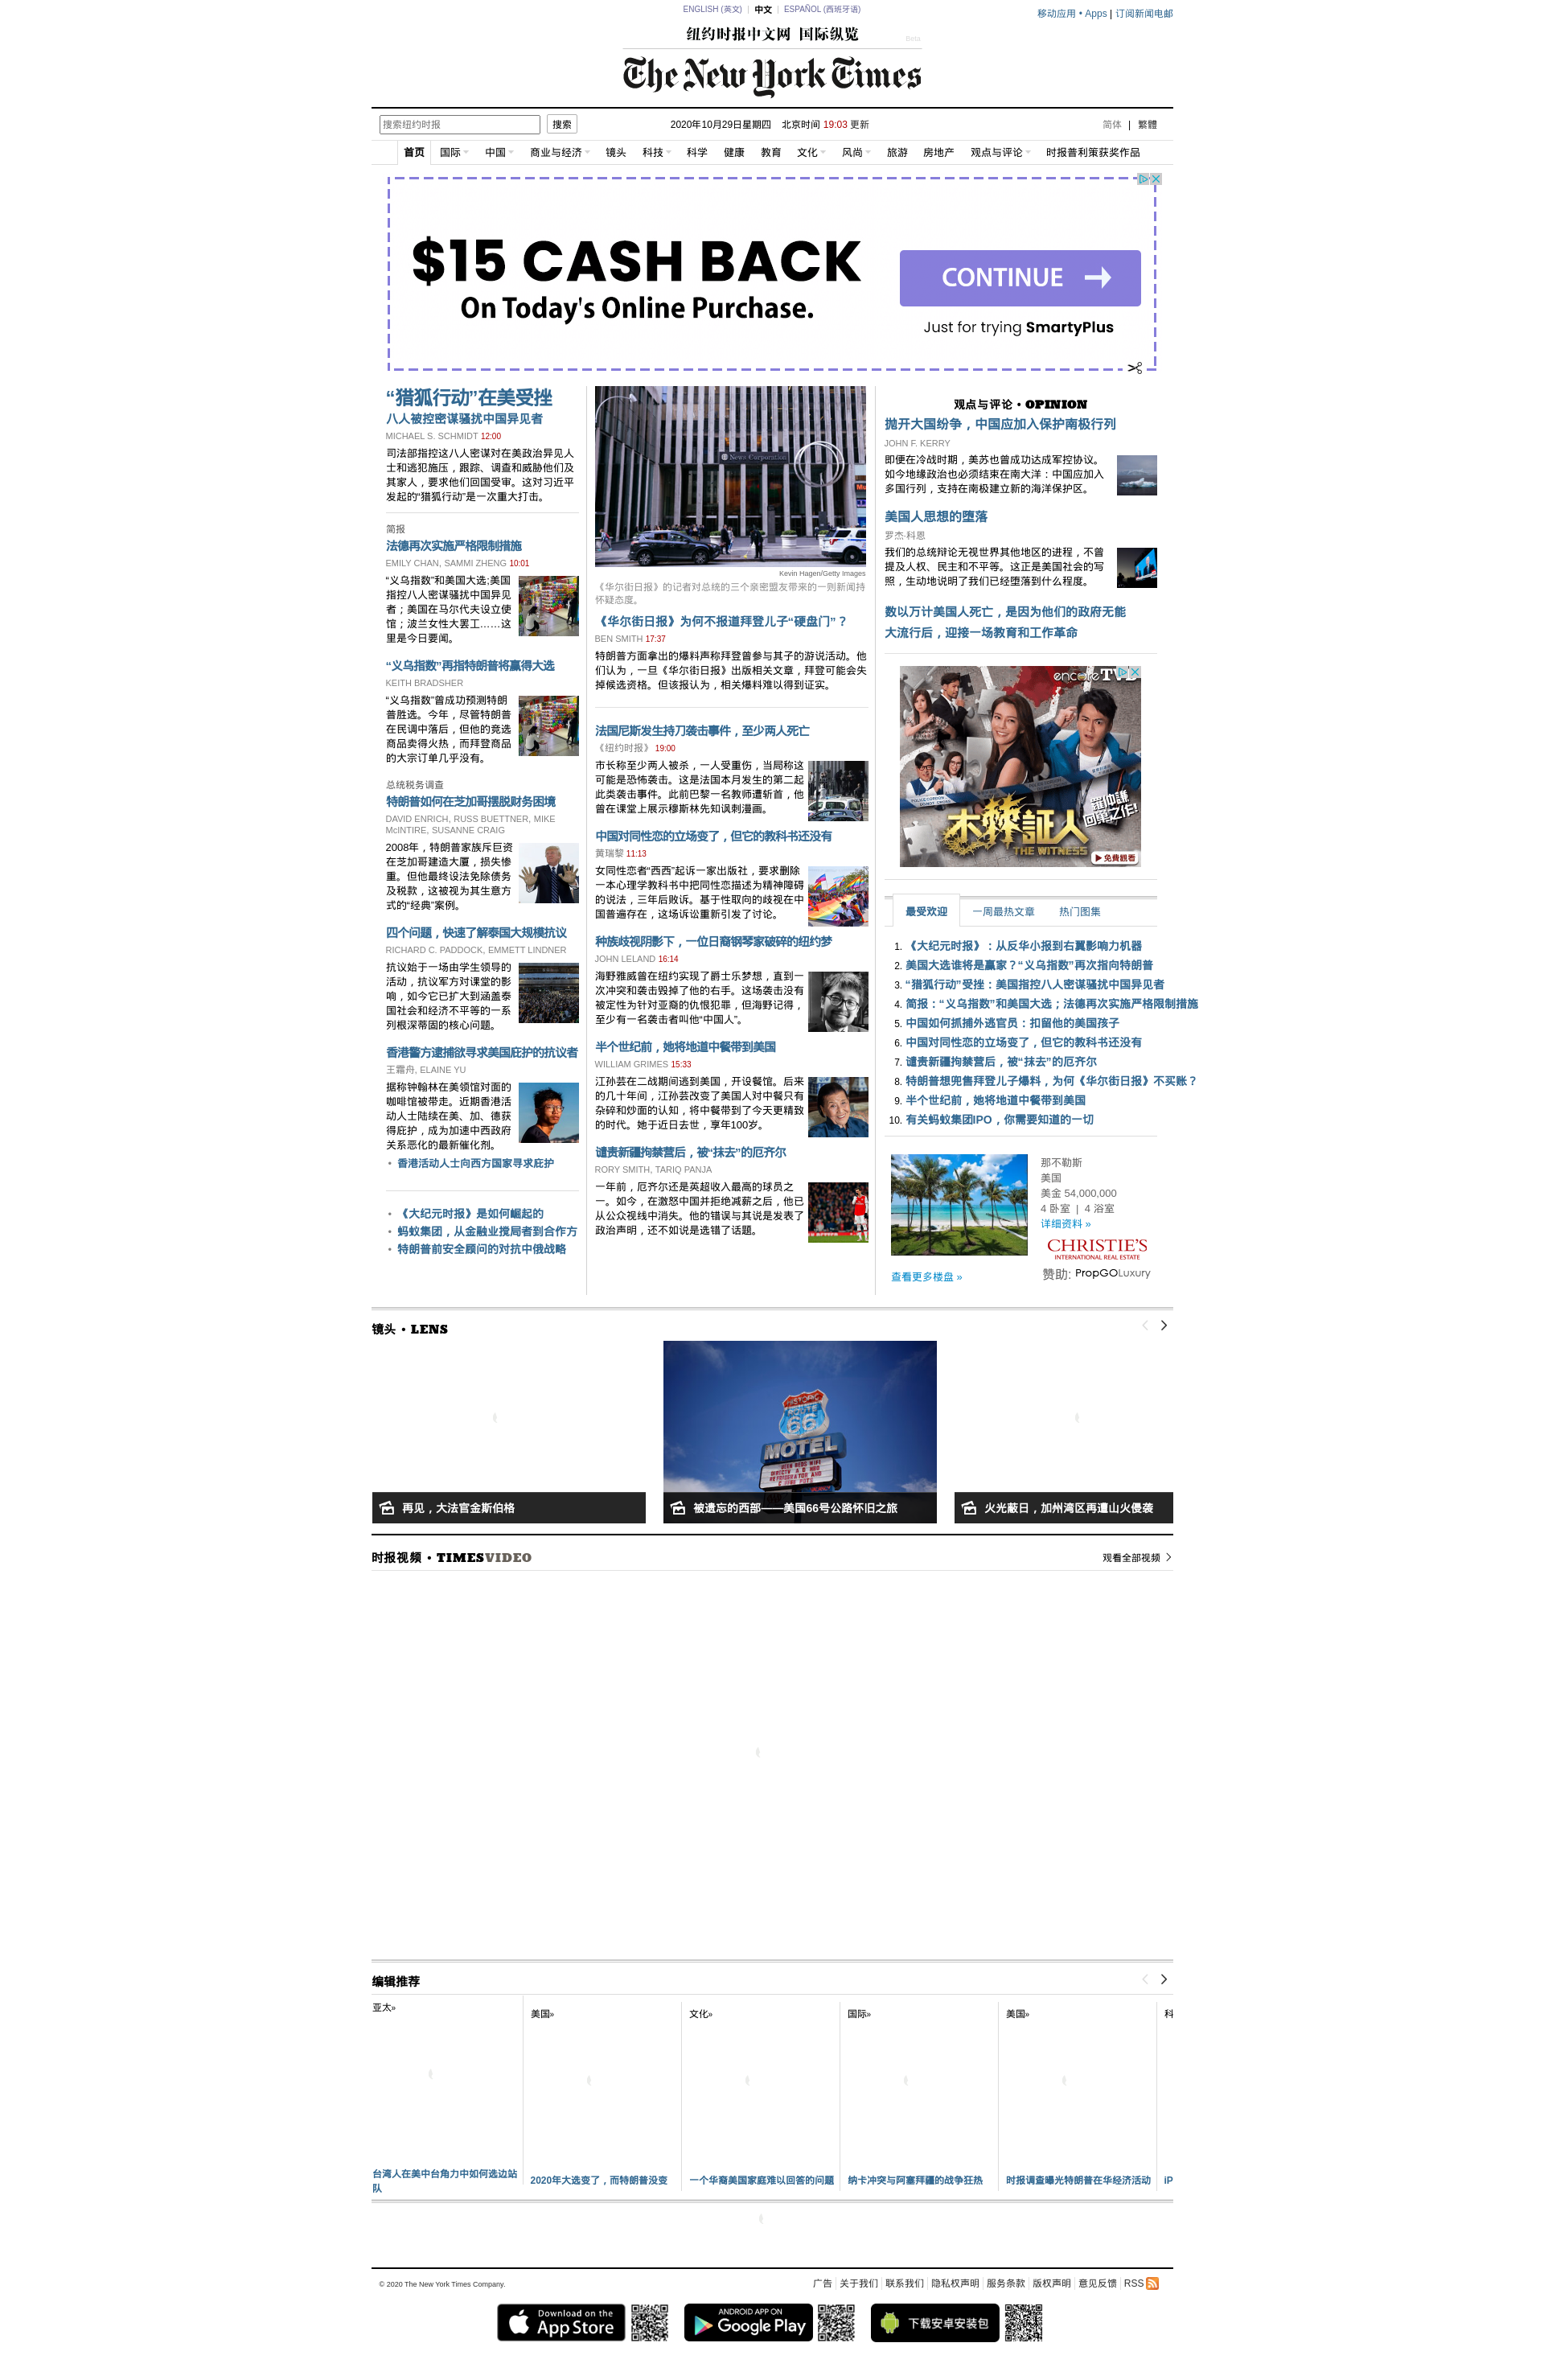 ENGLISH (英文) | 中文 | ESPAÑOL (西班牙语)
移动应用 • Apps | 订阅新闻电邮
纽约时报中文网 国际纵览
Beta
The New York Times
搜索纽约时报
搜索
2020年10月29日星期四 北京时间 19:03 更新
简体 | 繁體
首页 国际 中国 商业与经济 镜头 科技 科学 健康 教育 文化 风尚 旅游 房地产 观点与评论 时报普利策获奖作品
$15 CASH BACK
On Today's Online Purchase.
CONTINUE
Just for trying SmartyPlus
“猎狐行动”在美受挫
八人被控密谋骚扰中国异见者
MICHAEL S. SCHMIDT 12:00
司法部指控这八人密谋对在美政治异见人
士和逃犯施压，跟踪、调查和威胁他们及
其家人，要求他们回国受审。这对习近平
发起的“猎狐行动”是一次重大打击。
简报
法德再次实施严格限制措施
EMILY CHAN, SAMMI ZHENG 10:01
“义乌指数”和美国大选;美国
指控八人密谋骚扰中国异见
者；美国在马尔代夫设立使
馆；波兰女性大罢工……这
里是今日要闻。
“义乌指数”再指特朗普将赢得大选
KEITH BRADSHER
“义乌指数”曾成功预测特朗
普胜选。今年，尽管特朗普
在民调中落后，但他的竞选
商品卖得火热，而拜登商品
的大宗订单几乎没有。
总统税务调查
特朗普如何在芝加哥摆脱财务困境
DAVID ENRICH, RUSS BUETTNER, MIKE
McINTIRE, SUSANNE CRAIG
2008年，特朗普家族斥巨资
在芝加哥建造大厦，损失惨
重。但他最终设法免除债务
及税款，这被视为其生意方
式的“经典”案例。
四个问题，快速了解泰国大规模抗议
RICHARD C. PADDOCK, EMMETT LINDNER
抗议始于一场由学生领导的
活动，抗议军方对课堂的影
响，如今它已扩大到涵盖泰
国社会和经济不平等的一系
列根深蒂固的核心问题。
香港警方逮捕欲寻求美国庇护的抗议者
王霜舟, ELAINE YU
据称钟翰林在美领馆对面的
咖啡馆被带走。近期香港活
动人士陆续在美、加、德获
得庇护，成为加速中西政府
关系恶化的最新催化剂。
• 香港活动人士向西方国家寻求庇护
• 《大纪元时报》是如何崛起的
• 蚂蚁集团，从金融业搅局者到合作方
• 特朗普前安全顾问的对抗中俄战略
News Corporation
Kevin Hagen/Getty Images
《华尔街日报》的记者对总统的三个亲密盟友带来的一则新闻持
怀疑态度。
《华尔街日报》为何不报道拜登儿子“硬盘门”？
BEN SMITH 17:37
特朗普方面拿出的爆料声称拜登曾参与其子的游说活动。他
们认为，一旦《华尔街日报》出版相关文章，拜登可能会失
掉候选资格。但该报认为，相关爆料难以得到证实。
法国尼斯发生持刀袭击事件，至少两人死亡
《纽约时报》 19:00
市长称至少两人被杀，一人受重伤，当局称这
可能是恐怖袭击。这是法国本月发生的第二起
此类袭击事件。此前巴黎一名教师遭斩首，他
曾在课堂上展示穆斯林先知讽刺漫画。
中国对同性恋的立场变了，但它的教科书还没有
黄瑞黎 11:13
女同性恋者“西西”起诉一家出版社，要求删除
一本心理学教科书中把同性恋描述为精神障碍
的说法，三年后败诉。基于性取向的歧视在中
国普遍存在，这场诉讼重新引发了讨论。
种族歧视阴影下，一位日裔钢琴家破碎的纽约梦
JOHN LELAND 16:14
海野雅威曾在纽约实现了爵士乐梦想，直到一
次冲突和袭击毁掉了他的右手。这场袭击没有
被定性为针对亚裔的仇恨犯罪，但海野记得，
至少有一名袭击者叫他“中国人”。
半个世纪前，她将地道中餐带到美国
WILLIAM GRIMES 15:33
江孙芸在二战期间逃到美国，开设餐馆。后来
的几十年间，江孙芸改变了美国人对中餐只有
杂碎和炒面的认知，将中餐带到了今天更精致
的时代。她于近日去世，享年100岁。
谴责新疆拘禁营后，被“抹去”的厄齐尔
RORY SMITH, TARIQ PANJA
一年前，厄齐尔还是英超收入最高的球员之
一。如今，在激怒中国并拒绝减薪之后，他已
从公众视线中消失。他的错误与其说是发表了
政治声明，还不如说是选错了话题。
观点与评论 • OPINION
抛开大国纷争，中国应加入保护南极行列
JOHN F. KERRY
即便在冷战时期，美苏也曾成功达成军控协议。
如今地缘政治也必须结束在南大洋：中国应加入
多国行列，支持在南极建立新的海洋保护区。
美国人思想的堕落
罗杰·科恩
我们的总统辩论无视世界其他地区的进程，不曾
提及人权、民主和不平等。这正是美国社会的写
照，生动地说明了我们已经堕落到什么程度。
数以万计美国人死亡，是因为他们的政府无能
大流行后，迎接一场教育和工作革命
encore TVB
木棘証人
THE WITNESS
羅仲謙
回巢之作!
免費觀看
最受欢迎 一周最热文章 热门图集
1. 《大纪元时报》：从反华小报到右翼影响力机器
2. 美国大选谁将是赢家？“义乌指数”再次指向特朗普
3. “猎狐行动”受挫：美国指控八人密谋骚扰中国异见者
4. 简报：“义乌指数”和美国大选；法德再次实施严格限制措施
5. 中国如何抓捕外逃官员：扣留他的美国孩子
6. 中国对同性恋的立场变了，但它的教科书还没有
7. 谴责新疆拘禁营后，被“抹去”的厄齐尔
8. 特朗普想兜售拜登儿子爆料，为何《华尔街日报》不买账？
9. 半个世纪前，她将地道中餐带到美国
10. 有关蚂蚁集团IPO，你需要知道的一切
那不勒斯
美国
美金 54,000,000
4 卧室 | 4 浴室
详细资料 »
CHRISTIE'S
INTERNATIONAL REAL ESTATE
查看更多楼盘 »
赞助: PropGOLuxury
镜头 • LENS
ROUTE
66
MOTEL
再见，大法官金斯伯格
被遗忘的西部——美国66号公路怀旧之旅
火光蔽日，加州湾区再遭山火侵袭
时报视频 • TIMESVIDEO
观看全部视频
编辑推荐
亚太»
美国»
文化»
国际»
美国»
科
台湾人在美中台角力中如何选边站
队
2020年大选变了，而特朗普没变
一个华裔美国家庭难以回答的问题
纳卡冲突与阿塞拜疆的战争狂热
时报调查曝光特朗普在华经济活动
iP
© 2020 The New York Times Company.
广告 关于我们 联系我们 隐私权声明 服务条款 版权声明 意见反馈 RSS
Download on the
App Store
ANDROID APP ON
Google Play
下载安卓安装包